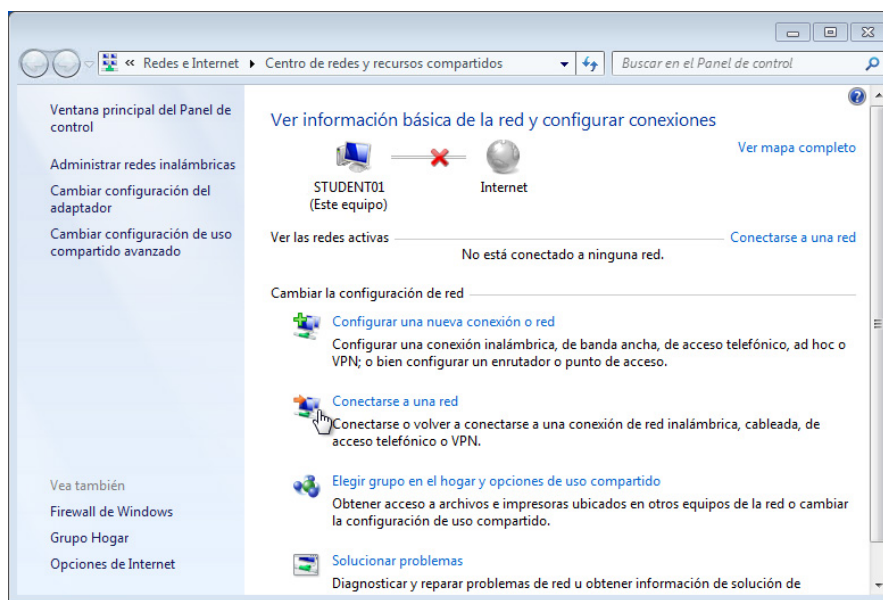 « Redes e Internet ▸ Centro de redes y recursos compartidos
Buscar en el Panel de control
Ventana principal del Panel de
control
Administrar redes inalámbricas
Cambiar configuración del
adaptador
Cambiar configuración de uso
compartido avanzado
Vea también
Firewall de Windows
Grupo Hogar
Opciones de Internet
Ver información básica de la red y configurar conexiones
Ver mapa completo
STUDENT01
(Este equipo)
Internet
Ver las redes activas
Conectarse a una red
No está conectado a ninguna red.
Cambiar la configuración de red
Configurar una nueva conexión o red
Configurar una conexión inalámbrica, de banda ancha, de acceso telefónico, ad hoc o
VPN; o bien configurar un enrutador o punto de acceso.
Conectarse a una red
Conectarse o volver a conectarse a una conexión de red inalámbrica, cableada, de
acceso telefónico o VPN.
Elegir grupo en el hogar y opciones de uso compartido
Obtener acceso a archivos e impresoras ubicados en otros equipos de la red o cambiar
la configuración de uso compartido.
Solucionar problemas
Diagnosticar y reparar problemas de red u obtener información de solución de